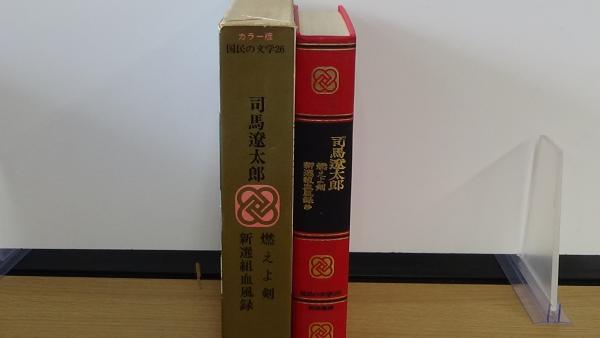 カラー版
国民の文学26
司馬遼太郎
燃えよ剣
新選組血風録
司馬遼太郎
燃えよ剣
新選組血風録